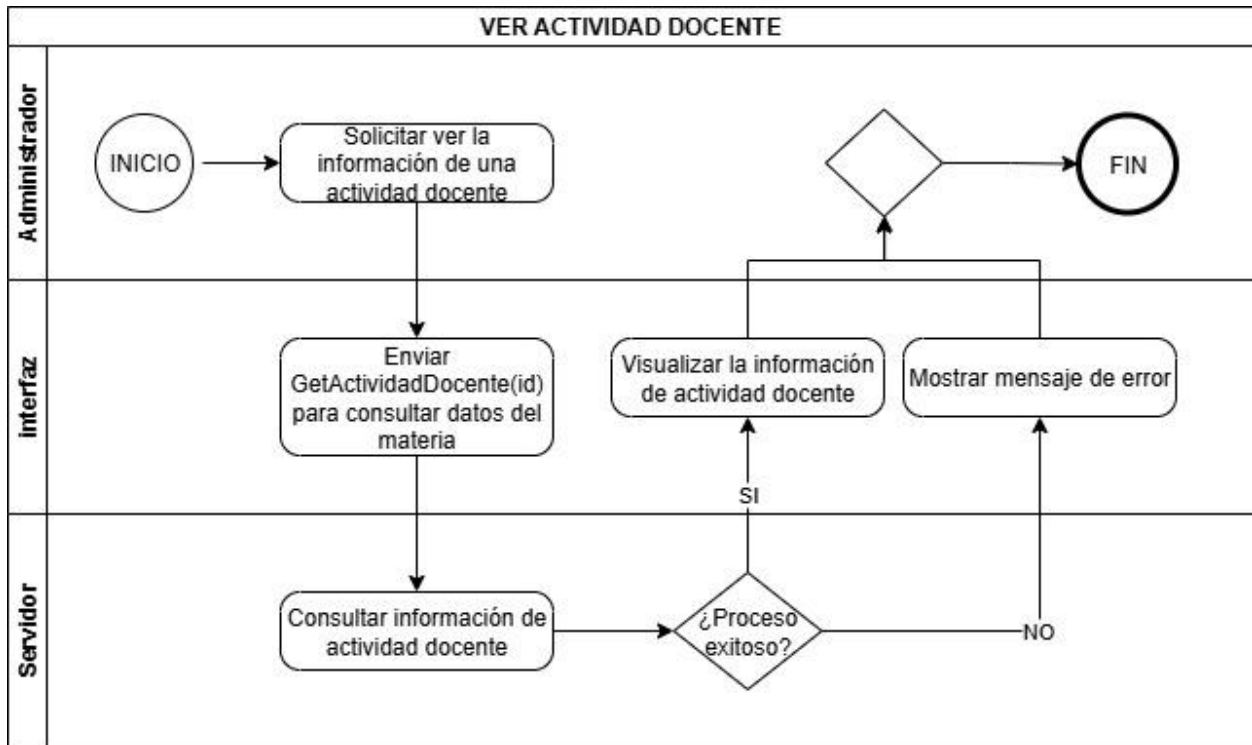 VER ACTIVIDAD DOCENTE
Administrador
INICIO
Solicitar ver la
información de una
actividad docente
FIN
interfaz
Enviar
GetActividadDocente(id)
para consultar datos del
materia
Visualizar la información
de actividad docente
Mostrar mensaje de error
SI
Servidor
Consultar información de
actividad docente
¿Proceso
exitoso?
NO